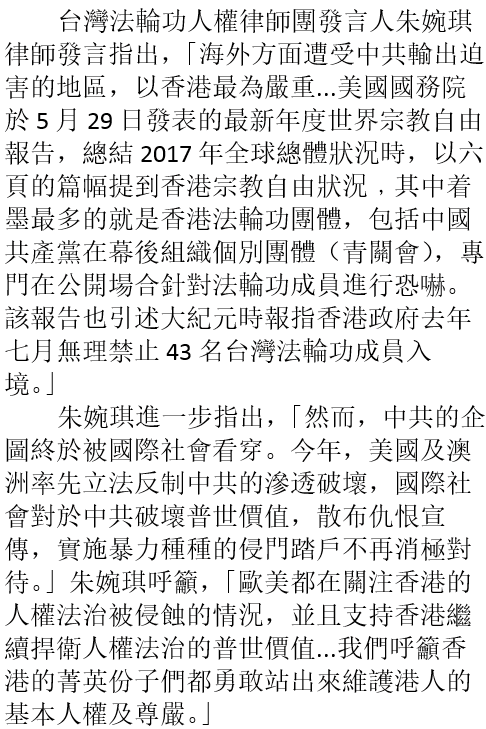 台灣法輪功人權律師團發言人朱婉琪
律師發言指出，「海外方面遭受中共輸出迫
害的地區，以香港最為嚴重...美國國務院
於 5 月 29 日發表的最新年度世界宗教自由
報告，總結 2017 年全球總體狀況時，以六
頁的篇幅提到香港宗教自由狀況﹐其中着
墨最多的就是香港法輪功團體，包括中國
共產黨在幕後組織個別團體（青關會），專
門在公開場合針對法輪功成員進行恐嚇。
該報告也引述大紀元時報指香港政府去年
七月無理禁止 43 名台灣法輪功成員入
境。」
朱婉琪進一步指出，「然而，中共的企
圖終於被國際社會看穿。今年，美國及澳
洲率先立法反制中共的滲透破壞，國際社
會對於中共破壞普世價值，散布仇恨宣
傳，實施暴力種種的侵門踏戶不再消極對
待。」朱婉琪呼籲，「歐美都在關注香港的
人權法治被侵蝕的情況，並且支持香港繼
續捍衛人權法治的普世價值...我們呼籲香
港的菁英份子們都勇敢站出來維護港人的
基本人權及尊嚴。」